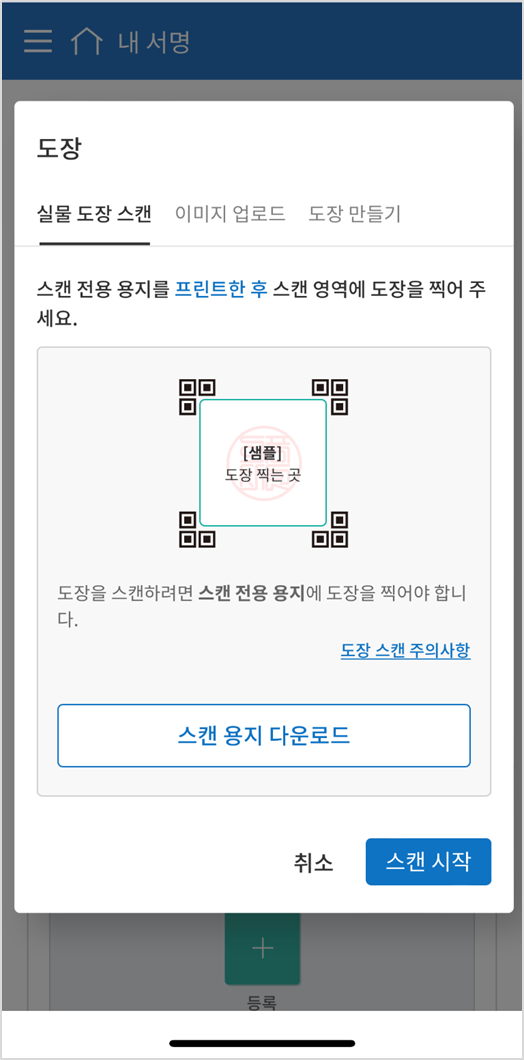 내 서명
도장
실물 도장 스캔 이미지 업로드 도장 만들기
스캔 전용 용지를 프린트한 후 스캔 영역에 도장을 찍어 주
세요.
[샘플]
도장 찍는 곳
도장을 스캔하려면 스캔 전용 용지에 도장을 찍어야 합니
다.
도장 스캔 주의사항
스캔 용지 다운로드
취소 스캔 시작
등록